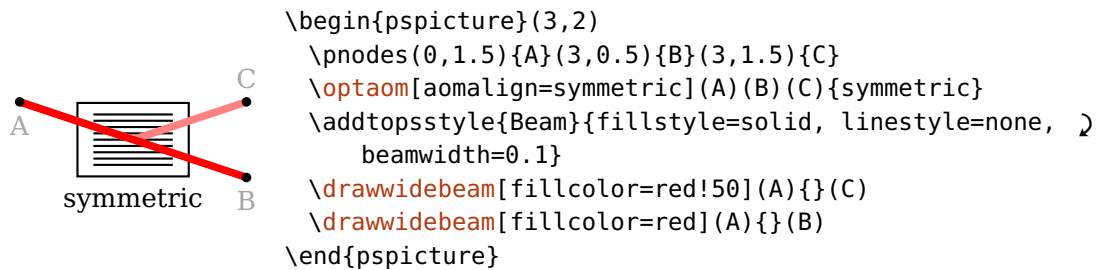 A
C
symmetric
B
\begin{pspicture}(3,2)
  \pnodes(0,1.5){A}(3,0.5){B}(3,1.5){C}
  \optaom[aomalign=symmetric](A)(B)(C){symmetric}
  \addtopsstyle{Beam}{fillstyle=solid, linestyle=none,
      beamwidth=0.1}
  \drawwidebeam[fillcolor=red!50](A){}(C)
  \drawwidebeam[fillcolor=red](A){}(B)
\end{pspicture}